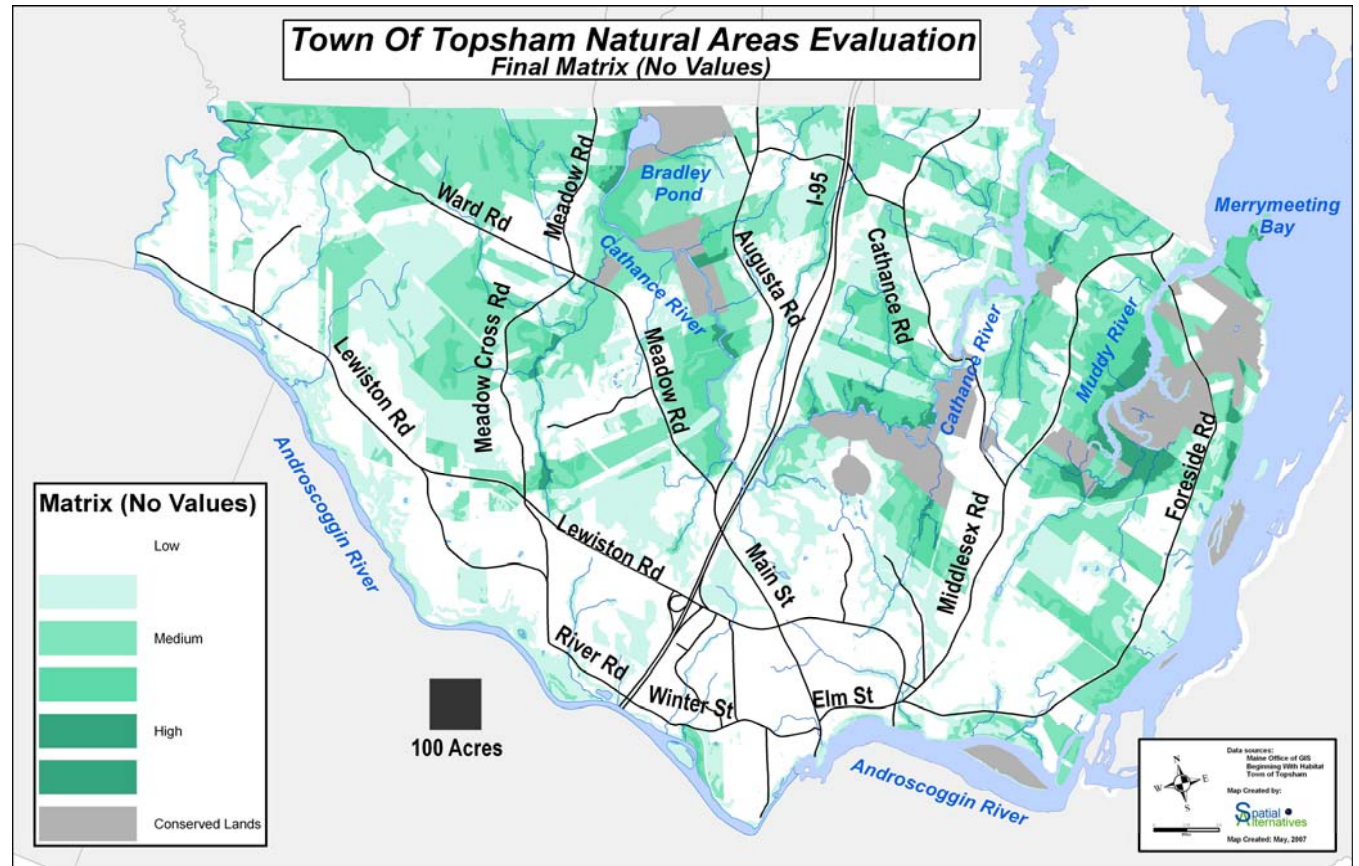 Town Of Topsham Natural Areas Evaluation
Final Matrix (No Values)
Meadow Rd
Bradley
Pond
I-95
Merrymeeting
Bay
Ward Rd
Cathance River
Augusta Rd
Cathance Rd
Meadow Cross Rd
Meadow Rd
Cathance River
Muddy River
Lewiston Rd
Foreside Rd
Androscoggin River
Lewiston Rd
Main St
Middlesex Rd
River Rd
Winter St
Elm St
Androscoggin River
100 Acres
Matrix (No Values)
Low
Medium
High
Conserved Lands
N
W
E
S
Data sources:
Maine Office of GIS
Beginning With Habitat
Town of Topsham
Map Created by:
Spatial
Alternatives
Map Created: May, 2007